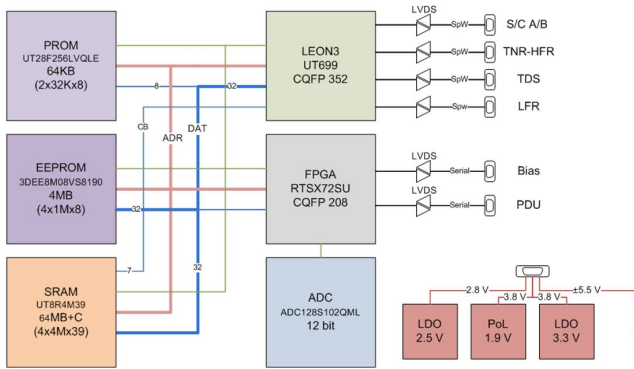 PROM
UT28F256LVQLE
64KB
(2x32Kx8)
EEPROM
3DEE8M08VS8190
4MB
(4x1Mx8)
SRAM
UT8R4M39
64MB+C
(4x4Mx39)
8
32
CB
ADR
DAT
32
32
7
LEON3
UT699
CQFP 352
FPGA
RTSX72SU
CQFP 208
ADC
ADC128S102QML
12 bit
LVDS
SpW
S/C A/B
SpW
TNR-HFR
SpW
TDS
Spw
LFR
LVDS
Serial
Bias
Serial
PDU
2.8 V
3.8 V
3.8 V
±5.5 V
LDO
2.5 V
PoL
1.9 V
LDO
3.3 V